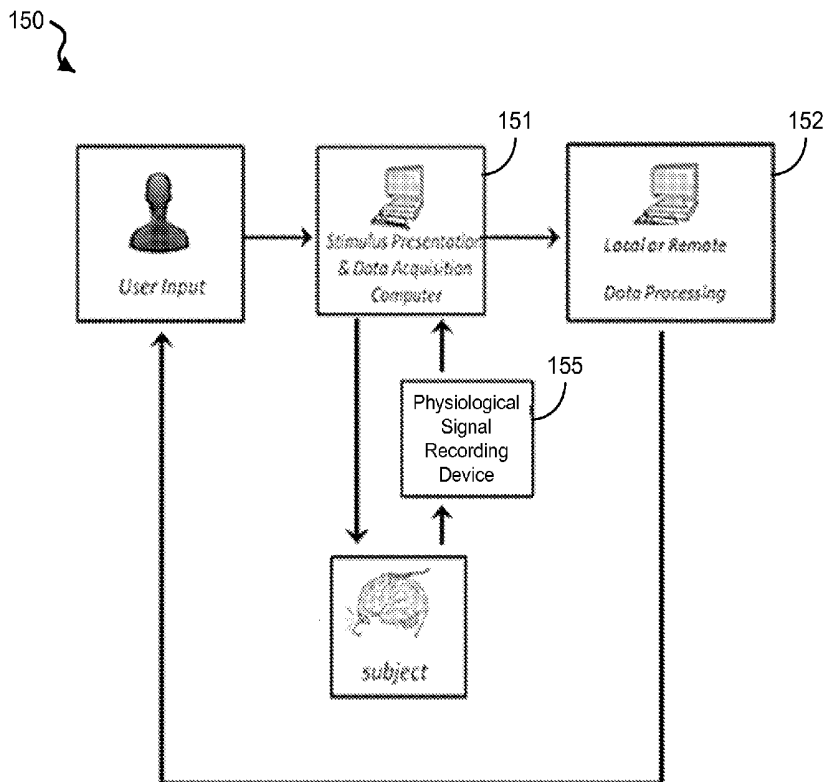 150
151
152
User Input
Stimulus Presentation
& Data Acquisition
Computer
Local or Remote
Data Processing
155
Physiological
Signal
Recording
Device
subject